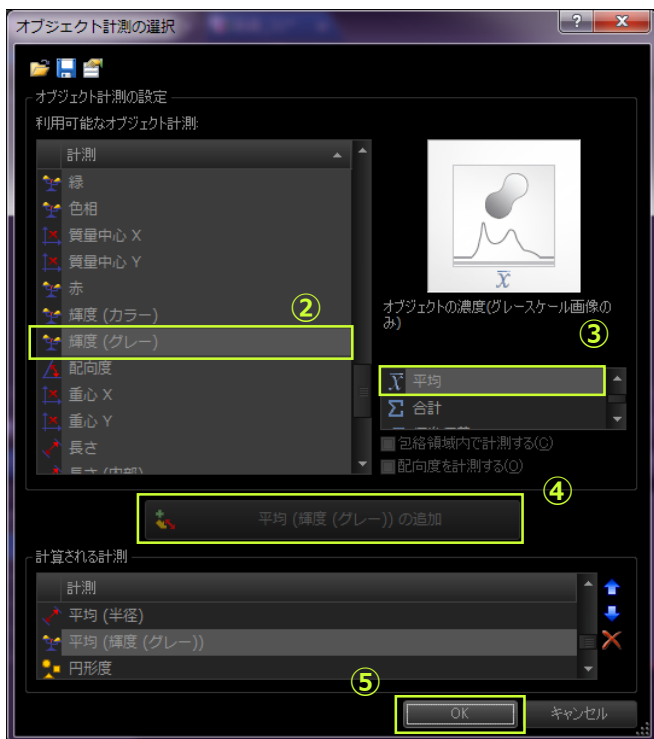 オブジェクト計測の選択
オブジェクト計測の設定
利用可能なオブジェクト計測:
計測
緑
色相
質量中心 X
質量中心 Y
赤
輝度 (カラー)
②
輝度 (グレー)
配向度
重心 X
重心 Y
長さ
長さ (内部)
x
オブジェクトの濃度(グレースケール画像の
み)
③
x 平均
Σ 合計
包絡領域内で計測する(C)
配向度を計測する(O)
④
平均 (輝度 (グレー)) の追加
計算される計測
計測
平均 (半径)
平均 (輝度 (グレー))
円形度
⑤
OK
キャンセル